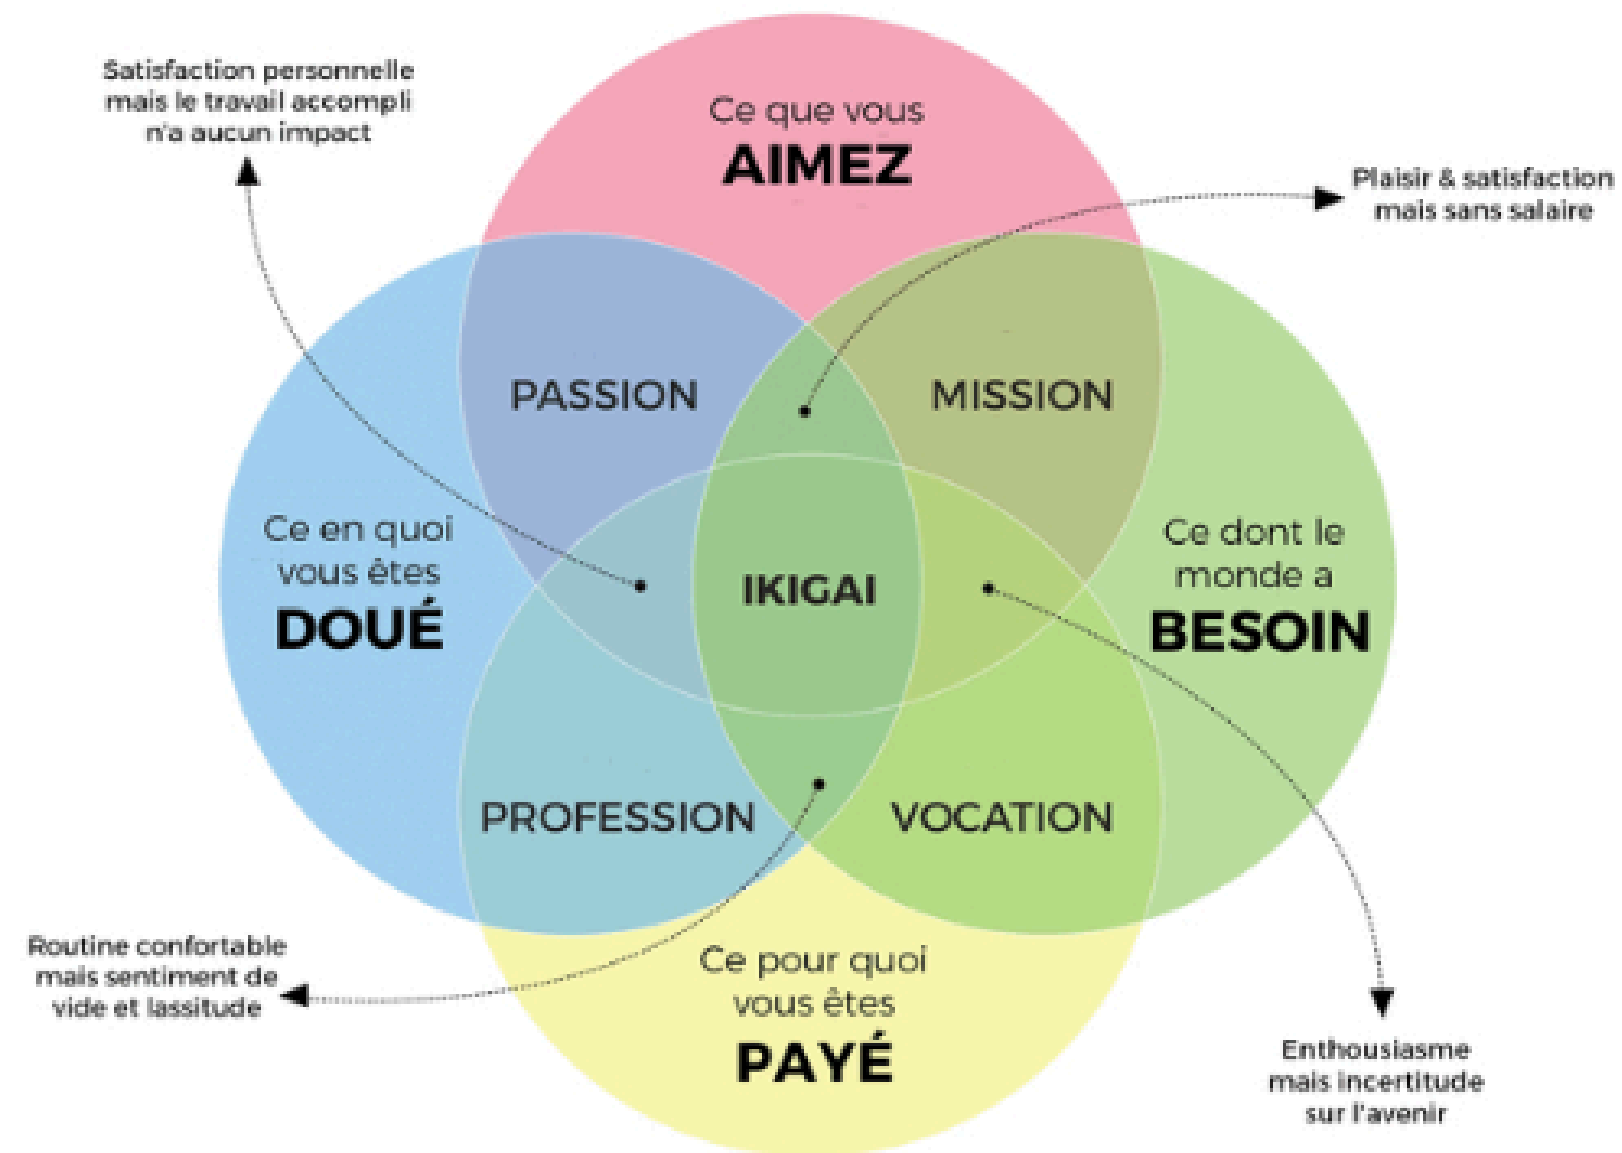 Satisfaction personnelle
mais le travail accompli
n'a aucun impact
Ce que vous
AIMEZ
Plaisir & satisfaction
mais sans salaire
PASSION
MISSION
Ce en quoi
vous êtes
DOUÉ
IKIGAI
Ce dont le
monde a
BESOIN
PROFESSION
VOCATION
Routine confortable
mais sentiment de
vide et lassitude
Ce pour quoi
vous êtes
PAYÉ
Enthousiasme
mais incertitude
sur l'avenir